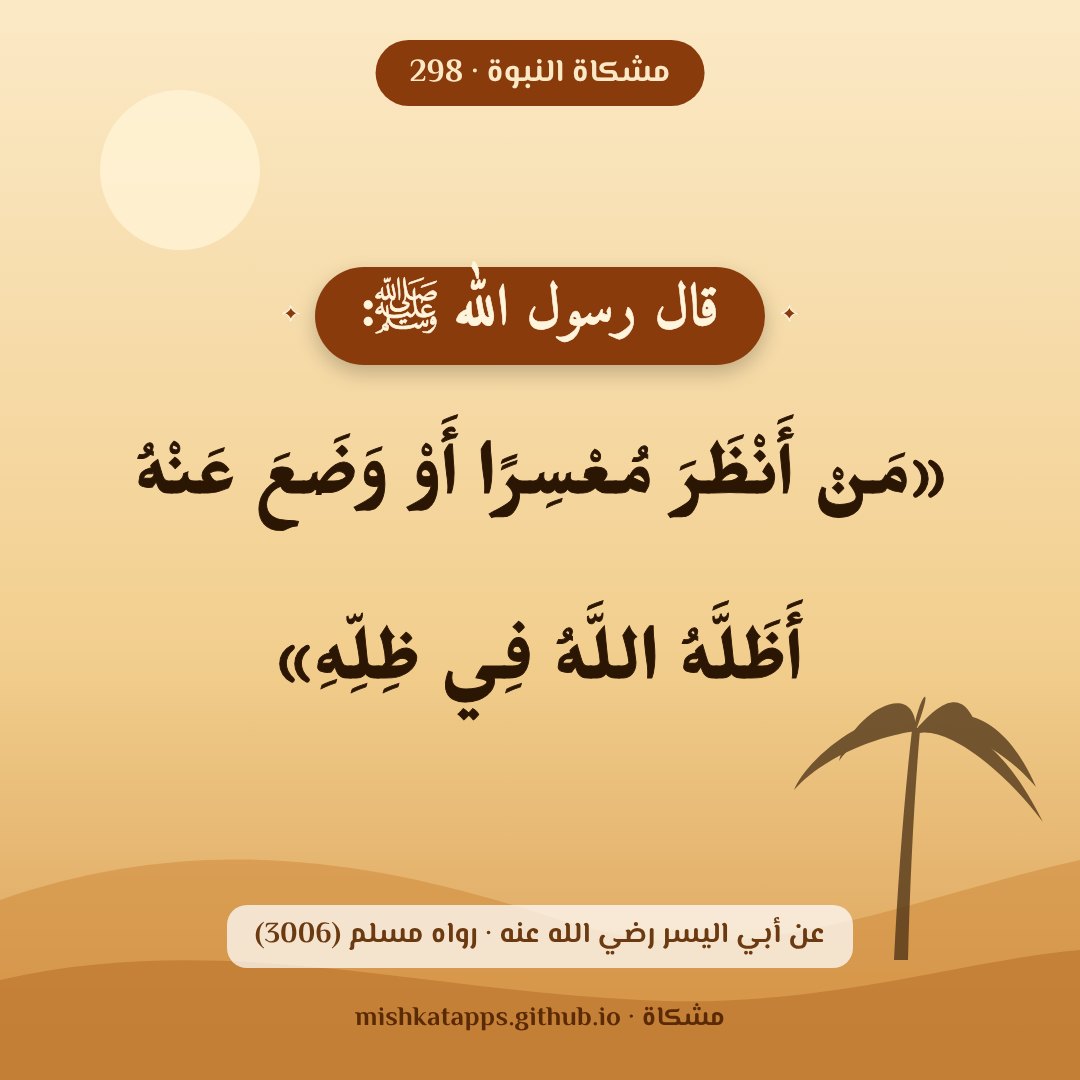 مشكاة النبوة · 298
قال رسول الله ﷺ:
«مَنْ أَنْظَرَ مُعْسِرًا أَوْ وَضَعَ عَنْهُ
أَظَلَّهُ اللَّهُ فِي ظِلِّهِ»
عن أبي اليسر رضي الله عنه · رواه مسلم (3006)
مشكاة · mishkatapps.github.io